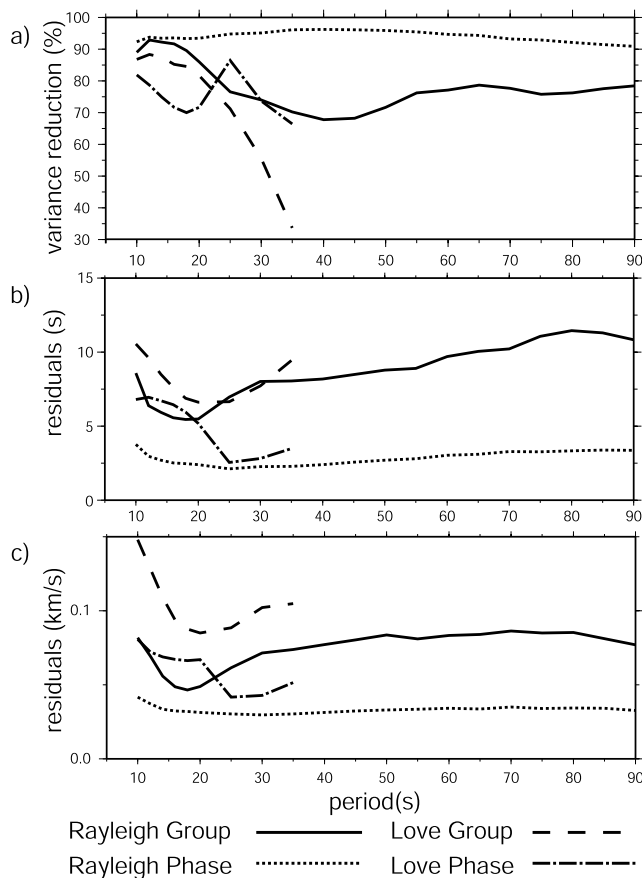 a)
variance reduction (%)
100
90
80
70
60
50
40
30
10 20 30 40 50 60 70 80 90
b)
residuals (s)
15
10
5
0
10 20 30 40 50 60 70 80 90
c)
residuals (km/s)
0.1
0.0
10 20 30 40 50 60 70 80 90
period(s)
Rayleigh Group Love Group
Rayleigh Phase Love Phase